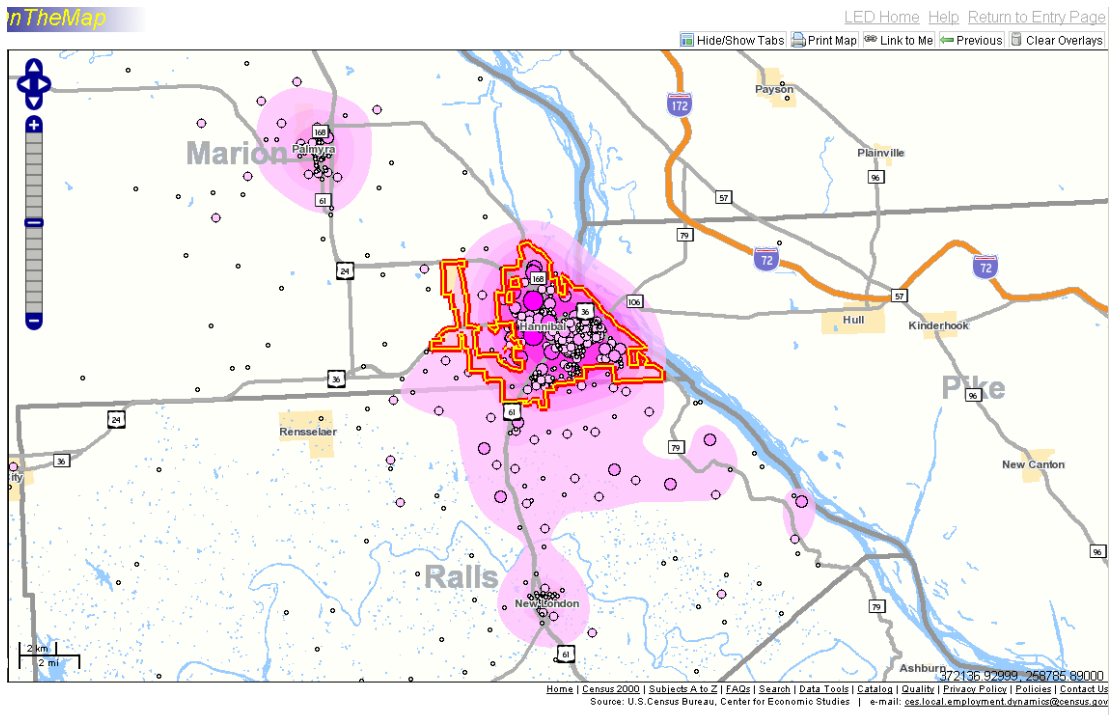 nTheMap
LED Home Help Return to Entry Page
Hide/Show Tabs Print Map Link to Me Previous Clear Overlays
172
Payson
168
Marion
Palmyra
Plainville
96
57
61
79
72
24
72
168
57
106
36
Hull
Hannibal
Kinderhook
36
Pike
96
24
61
Rensselaer
79
36
New Canton
ity
96
Ralls
New London
79
2 km
2 mi
61
Ashburn
372136.92999, 258785.89000
Home | Census 2000 | Subjects A to Z | FAQs | Search | Data Tools | Catalog | Quality | Privacy Policy | Policies | Contact Us
Source: U.S.Census Bureau, Center for Economic Studies | e-mail: ces.local.employment.dynamics@census.gov